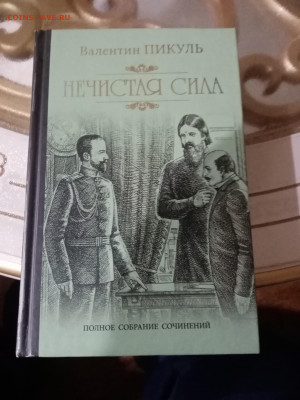 Валентин ПИКУЛЬ
НЕЧИСТАЯ СИЛА
ПОЛНОЕ СОБРАНИЕ СОЧИНЕНИЙ